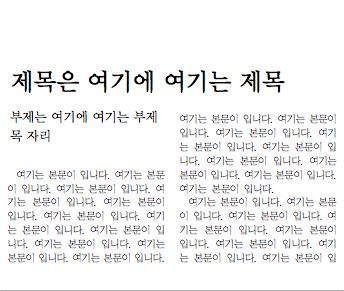 제목은 여기에 여기는 제목
부제는 여기에 여기는 부제
목 자리
여기는 본문이 입니다. 여기는 본문
이 입니다. 여기는 본문이 입니다. 여
기는 본문이 입니다. 여기는 본문이
입니다. 여기는 본문이 입니다. 여기
는 본문이 입니다. 여기는 본문이 입
니다. 여기는 본문이 입니다. 여기는
본문이 입니다. 여기는 본문이 입니다.
여기는 본문이 입니다. 여기는 본문이
입니다. 여기는 본문이 입니다. 여기
는 본문이 입니다. 여기는 본문이 입
니다. 여기는 본문이 입니다. 여기는
본문이 입니다. 여기는 본문이 입니다.
여기는 본문이 입니다.
여기는 본문이 입니다. 여기는 본문
이 입니다. 여기는 본문이 입니다. 여
기는 본문이 입니다. 여기는 본문이
입니다. 여기는 본문이 입니다. 여기
는 본문이 입니다. 여기는 본문이 입